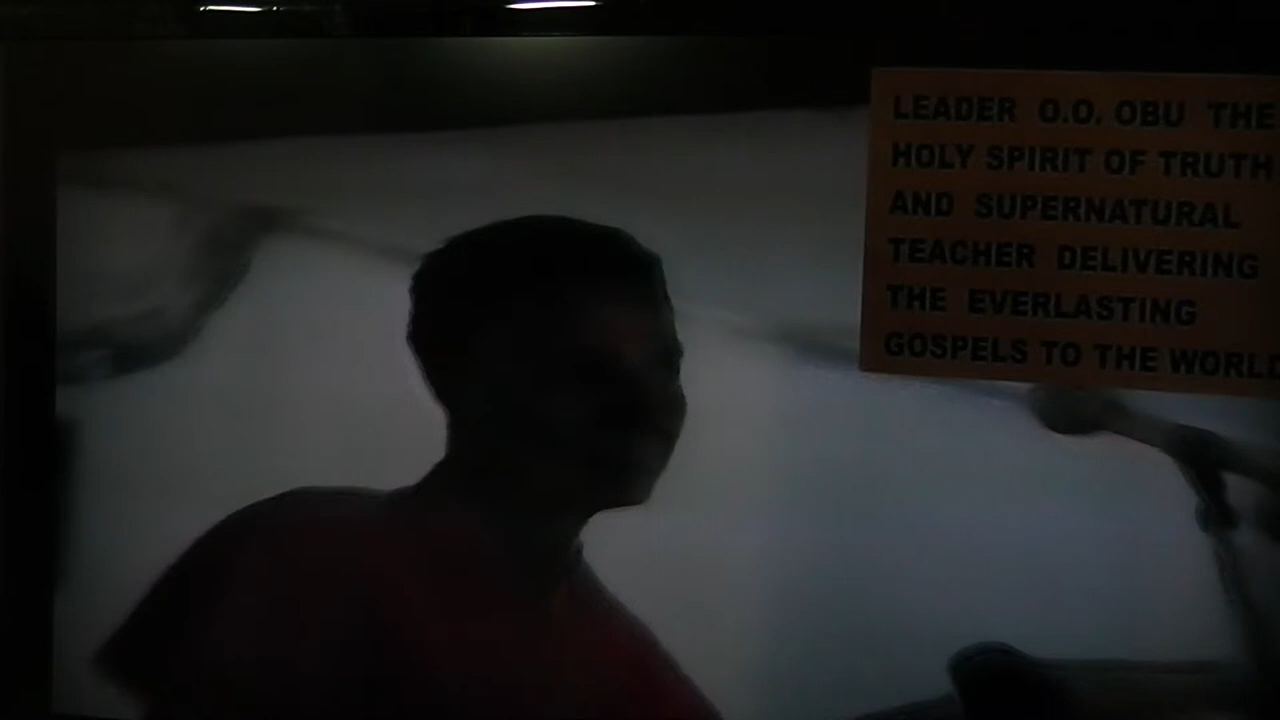 LEADER O.O. OBU THE
HOLY SPIRIT OF TRUTH
AND SUPERNATURAL
TEACHER DELIVERING
THE EVERLASTING
GOSPELS TO THE WORLD